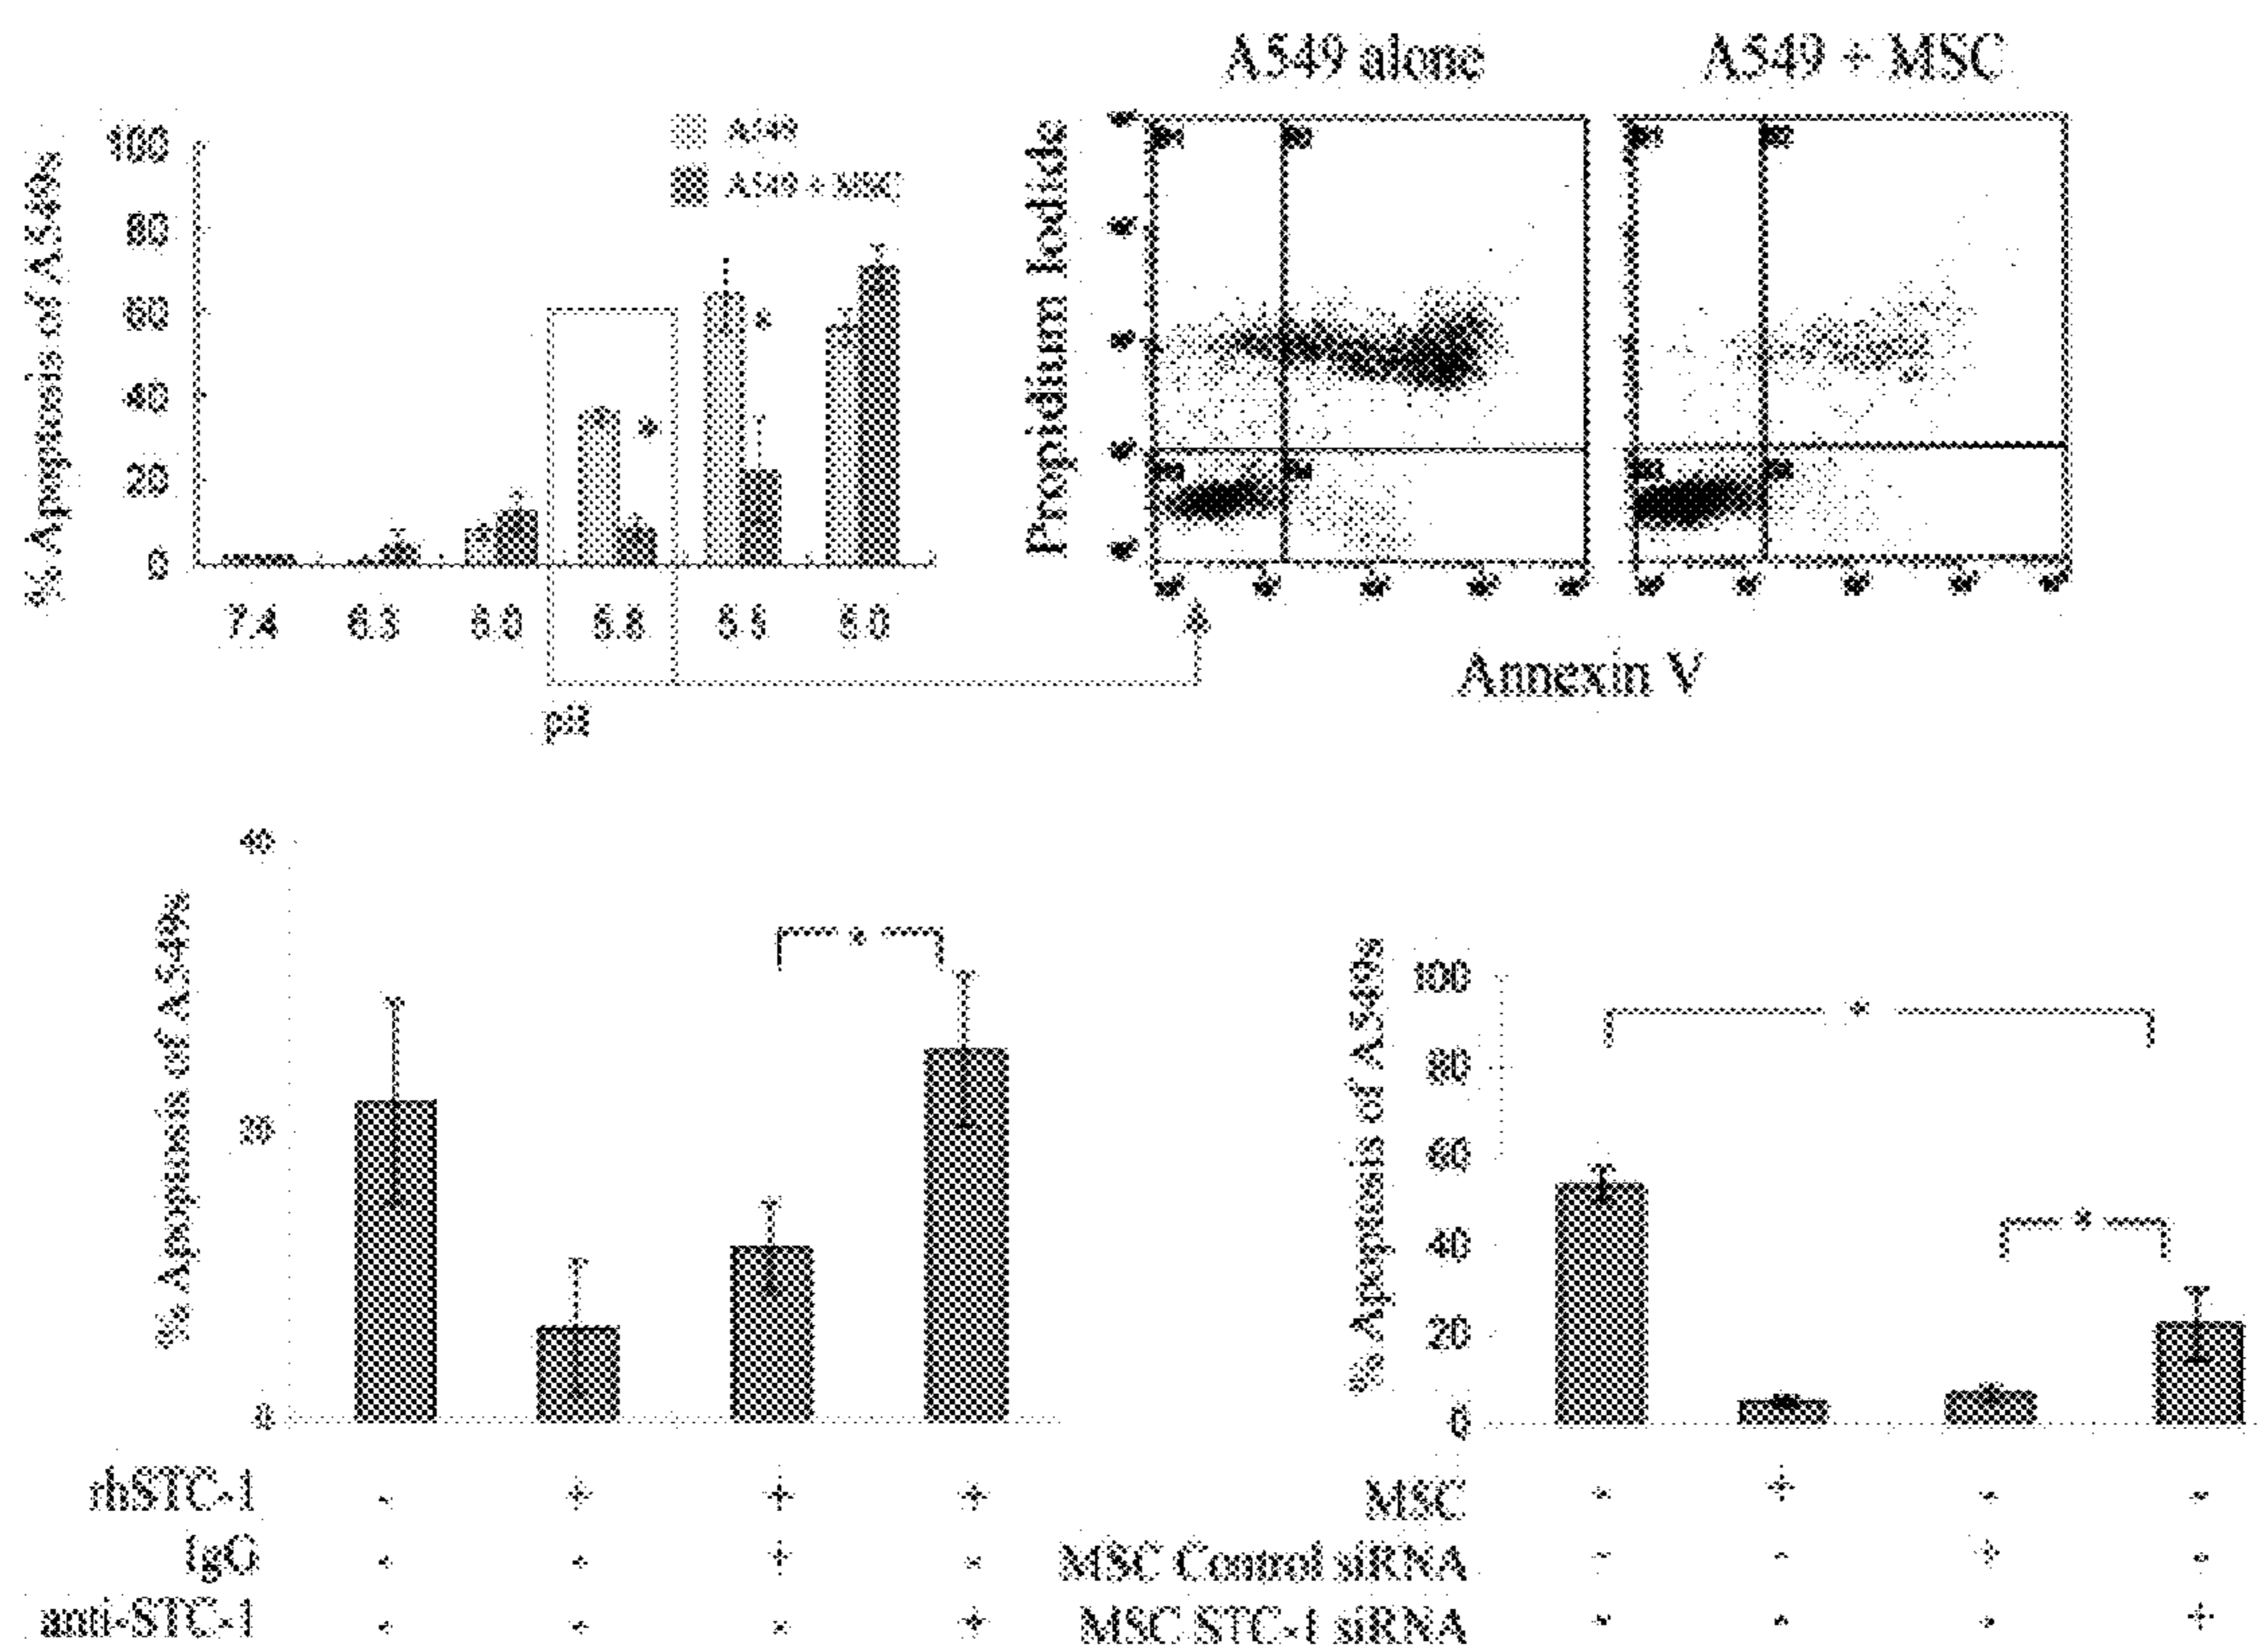 A549 alone
A549 + MSC
% Apoptosis of A549s
100
80
60
40
20
0
A549
A549 + MSC
7.4
6.3
6.0
5.8
5.5
5.0
pH
Propidium Iodide
Annexin V
% Apoptosis of A549s
40
20
0
rhSTC-1 - + + +
IgG - - + -
anti-STC-1 - - - +
% Apoptosis of A549s
100
80
60
40
20
0
MSC - + - -
MSC Control siRNA - - + -
MSC STC-1 siRNA - - - +